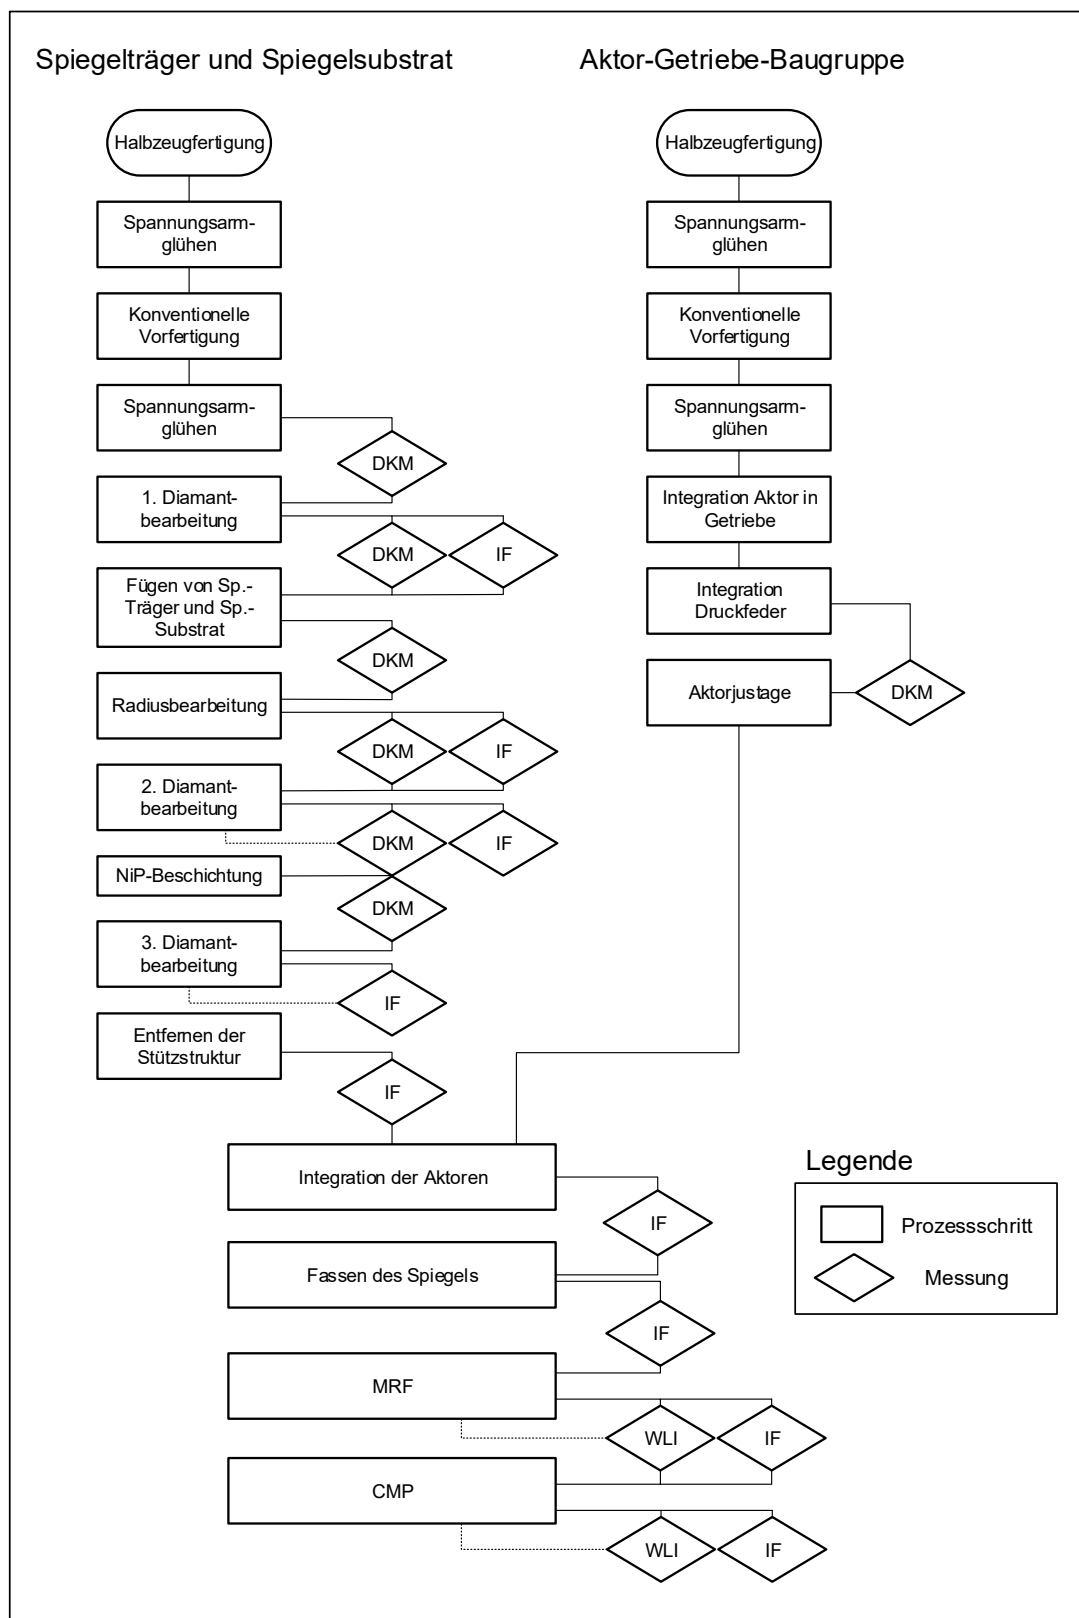 Spiegelträger und Spiegelsubstrat
Aktor-Getriebe-Baugruppe
Halbzeugfertigung
Spannungsarm-
glühen
Konventionelle
Vorfertigung
Spannungsarm-
glühen
DKM
1. Diamant-
bearbeitung
DKM
IF
Fügen von Sp.-
Träger und Sp.-
Substrat
DKM
Radiusbearbeitung
DKM
IF
2. Diamant-
bearbeitung
DKM
IF
NiP-Beschichtung
DKM
3. Diamant-
bearbeitung
IF
Entfernen der
Stützstruktur
IF
Halbzeugfertigung
Spannungsarm-
glühen
Konventionelle
Vorfertigung
Spannungsarm-
glühen
Integration Aktor in
Getriebe
Integration
Druckfeder
Aktorjustage
DKM
Integration der Aktoren
IF
Fassen des Spiegels
IF
MRF
WLI
IF
CMP
WLI
IF
Legende
Prozessschritt
Messung